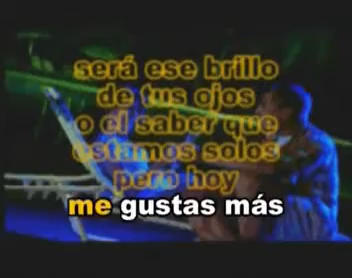 será ese brillo
de tus ojos
o el saber que
estamos solos
pero hoy
me gustas más